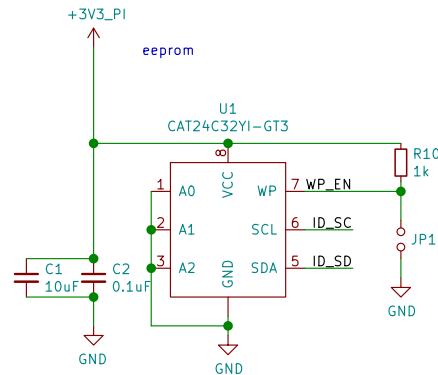 +3V3_PI
eeprom
U1
CAT24C32YI-GT3
8
VCC
R10
1k
1 A0 WP 7 WP_EN
2 A1 SCL 6 ID_SC
JP1
3 A2 SDA 5 ID_SD
GND
C1 C2
10uF 0.1uF
GND
GND
GND